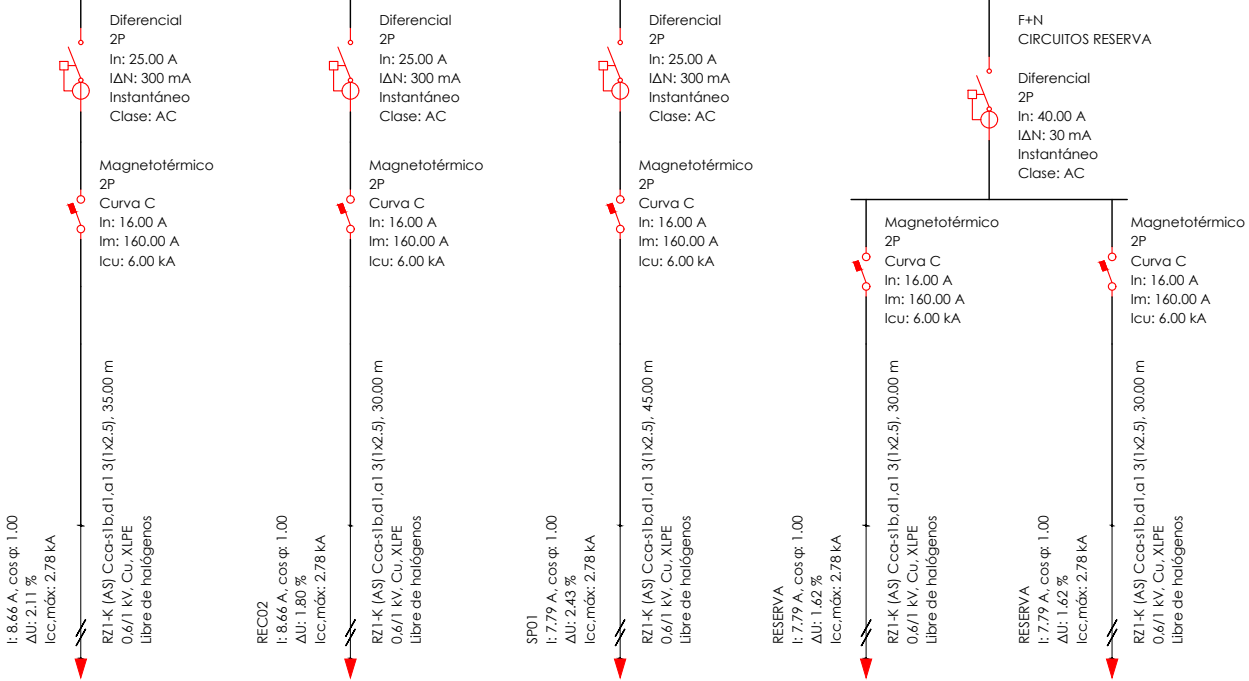 Diferencial
2P
In: 25.00 A
IΔN: 300 mA
Instantáneo
Clase: AC
Magnetotérmico
2P
Curva C
In: 16.00 A
Im: 160.00 A
Icu: 6.00 kA
I: 8.66 A, cos φ: 1.00
ΔU: 2.11 %
Icc,máx: 2.78 kA
RZ1-K (AS) Cca-s1b,d1,a1 3(1x2.5), 35.00 m
0.6/1 kV, Cu, XLPE
Libre de halógenos
Diferencial
2P
In: 25.00 A
IΔN: 300 mA
Instantáneo
Clase: AC
Magnetotérmico
2P
Curva C
In: 16.00 A
Im: 160.00 A
Icu: 6.00 kA
REC02
I: 8.66 A, cos φ: 1.00
ΔU: 1.80 %
Icc,máx: 2.78 kA
RZ1-K (AS) Cca-s1b,d1,a1 3(1x2.5), 30.00 m
0.6/1 kV, Cu, XLPE
Libre de halógenos
Diferencial
2P
In: 25.00 A
IΔN: 300 mA
Instantáneo
Clase: AC
Magnetotérmico
2P
Curva C
In: 16.00 A
Im: 160.00 A
Icu: 6.00 kA
SP01
I: 7.79 A, cos φ: 1.00
ΔU: 2.43 %
Icc,máx: 2.78 kA
RZ1-K (AS) Cca-s1b,d1,a1 3(1x2.5), 45.00 m
0.6/1 kV, Cu, XLPE
Libre de halógenos
F+N
CIRCUITOS RESERVA
Diferencial
2P
In: 40.00 A
IΔN: 30 mA
Instantáneo
Clase: AC
Magnetotérmico
2P
Curva C
In: 16.00 A
Im: 160.00 A
Icu: 6.00 kA
RESERVA
I: 7.79 A, cos φ: 1.00
ΔU: 1.62 %
Icc,máx: 2.78 kA
RZ1-K (AS) Cca-s1b,d1,a1 3(1x2.5), 30.00 m
0.6/1 kV, Cu, XLPE
Libre de halógenos
Magnetotérmico
2P
Curva C
In: 16.00 A
Im: 160.00 A
Icu: 6.00 kA
RESERVA
I: 7.79 A, cos φ: 1.00
ΔU: 1.62 %
Icc,máx: 2.78 kA
RZ1-K (AS) Cca-s1b,d1,a1 3(1x2.5), 30.00 m
0.6/1 kV, Cu, XLPE
Libre de halógenos